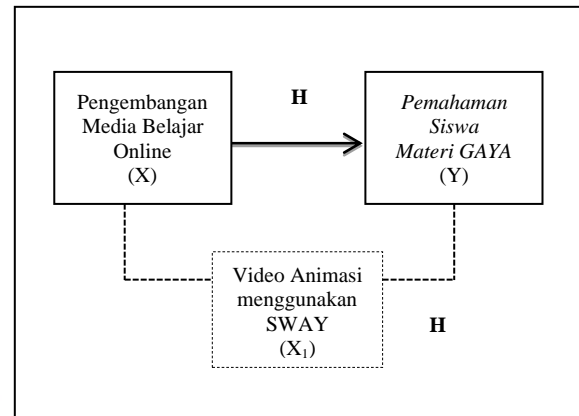 Pengembangan
Media Belajar
Online
(X)
H
Pemahaman
Siswa
Materi GAYA
(Y)
Video Animasi
menggunakan
SWAY
(X₁)
H